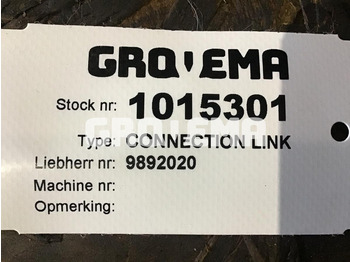 GROVEMA
Stock nr: 1015301
Type: CONNECTION LINK
Liebherr nr: 9892020
Machine nr:
Opmerking: